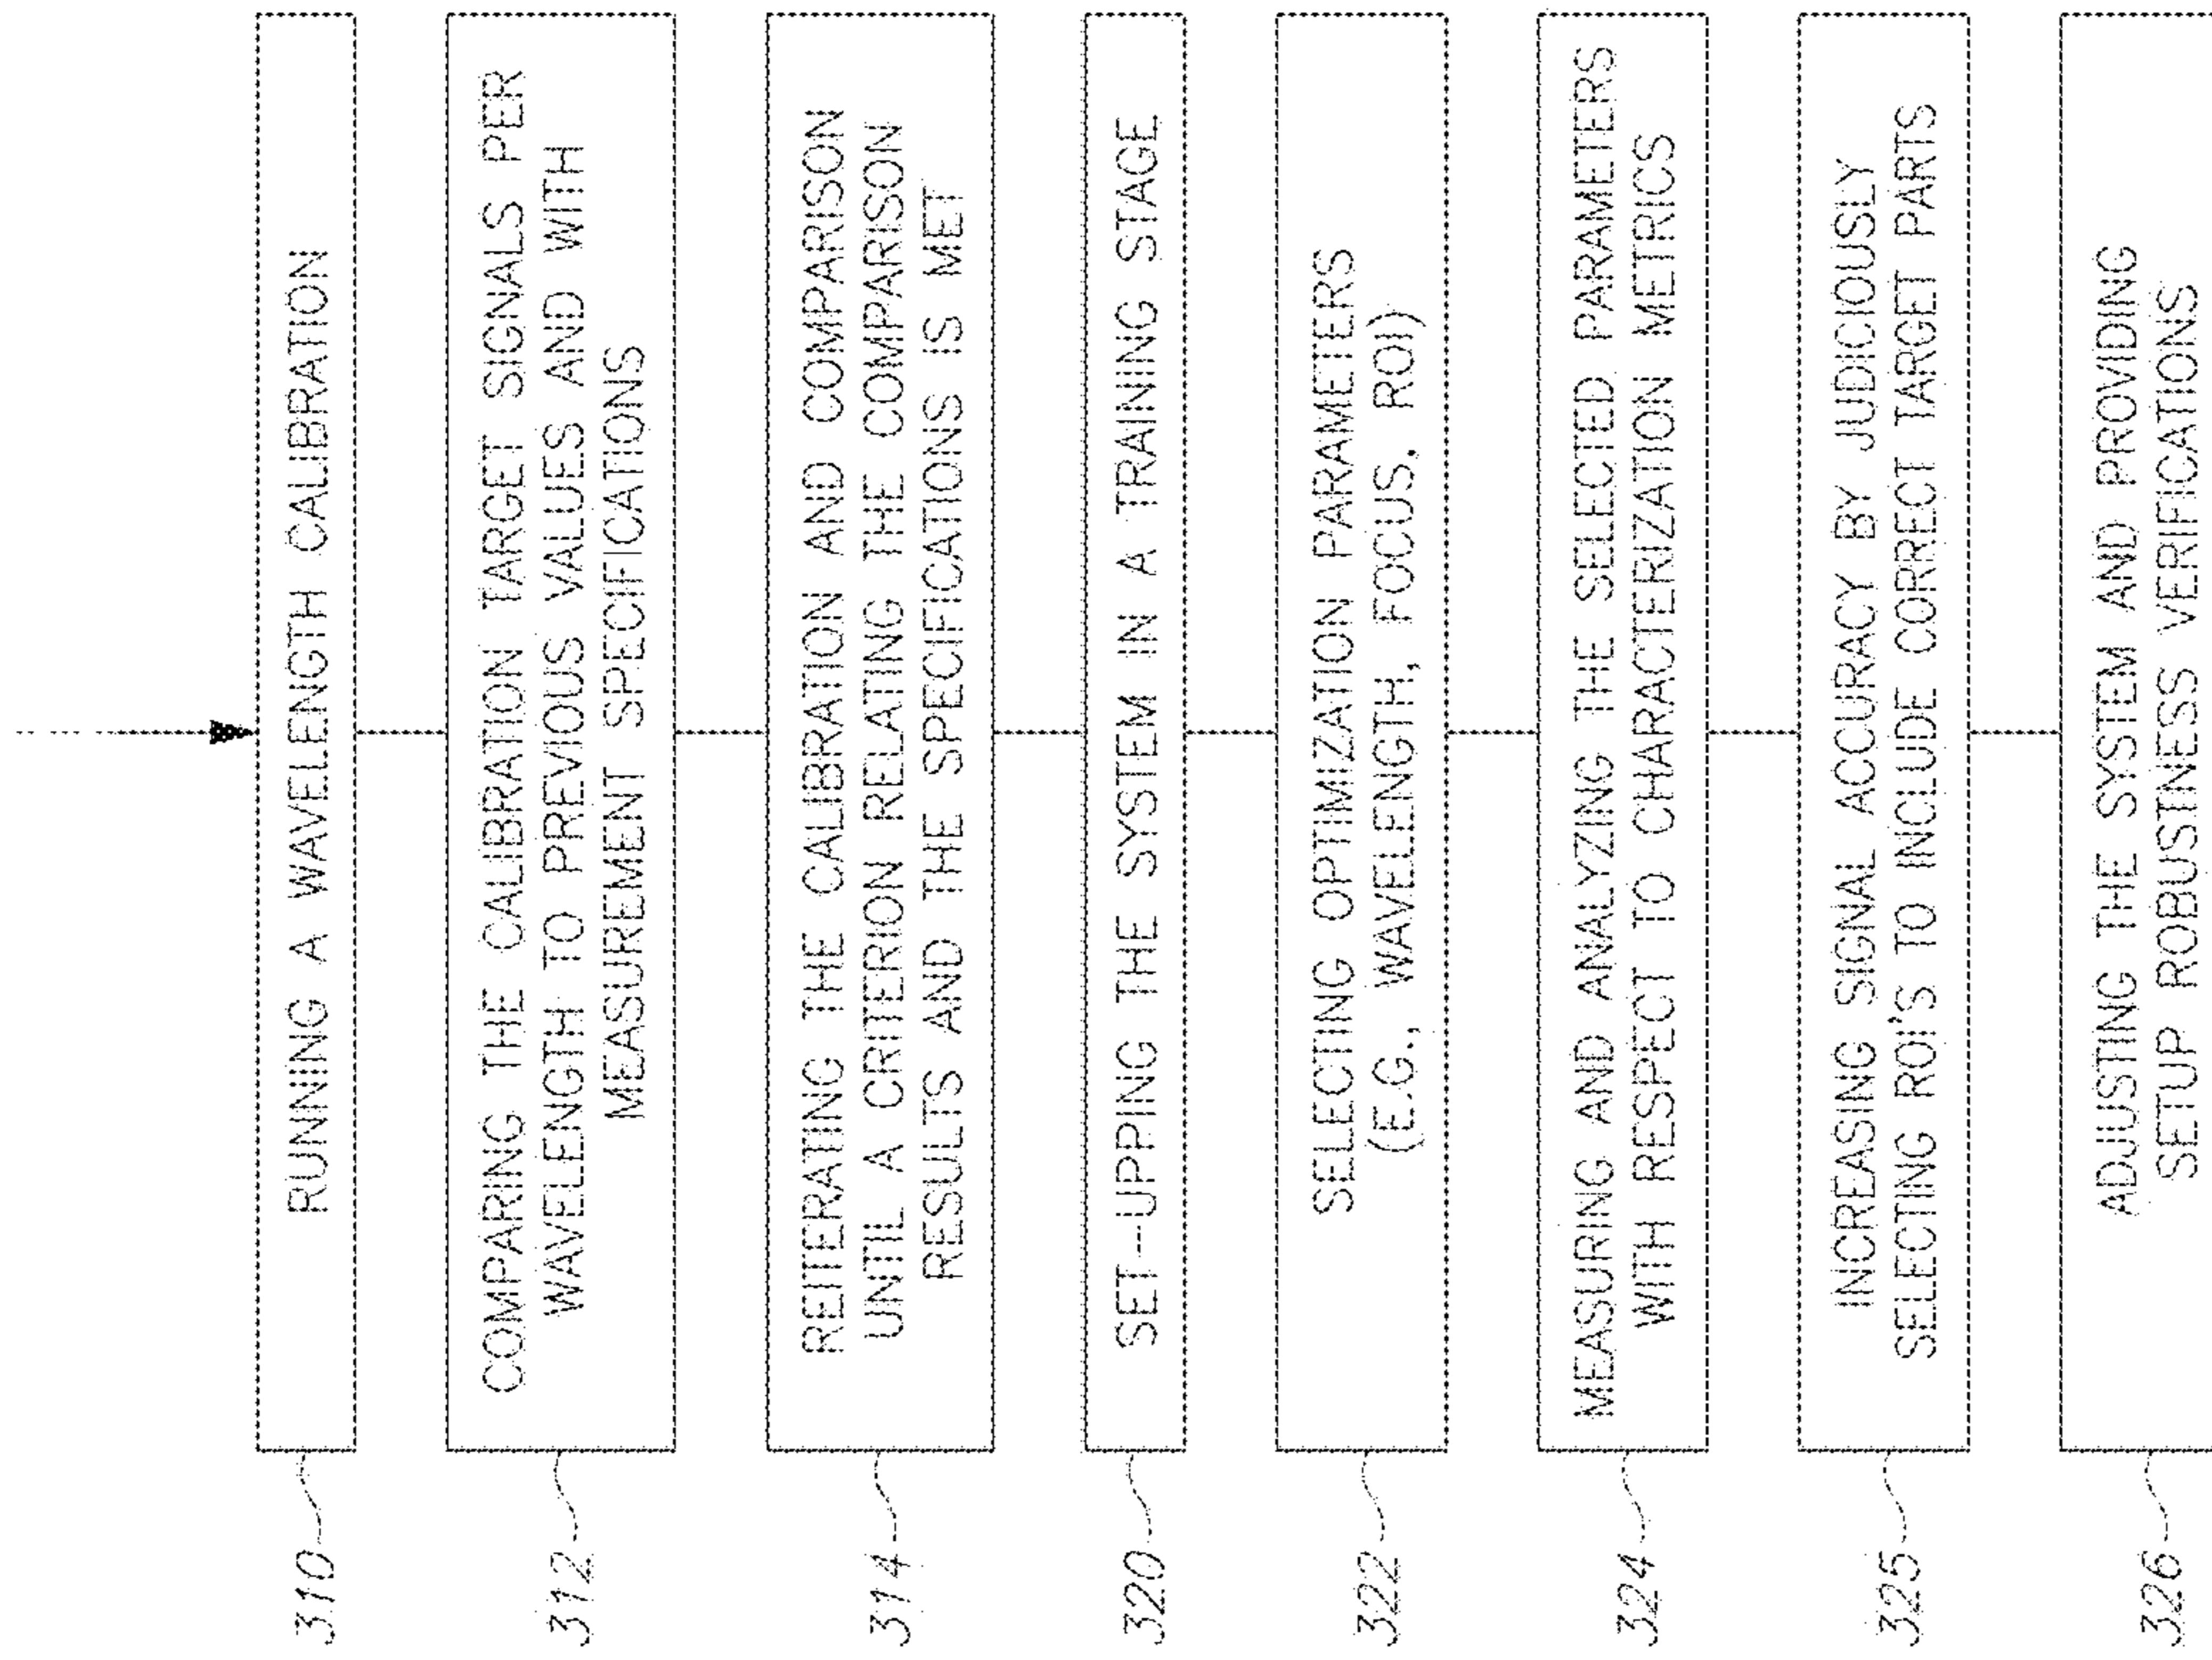 310
RUNNING A WAVELENGTH CALIBRATION
312
COMPARING THE CALIBRATION TARGET SIGNALS PER
WAVELENGTH TO PREVIOUS VALUES AND WITH
MEASUREMENT SPECIFICATIONS
314
REITERATING THE CALIBRATION AND COMPARISON
UNTIL A CRITERION RELATING THE COMPARISON
RESULTS AND THE SPECIFICATIONS IS MET
320
SET-UPPING THE SYSTEM IN A TRAINING STAGE
322
SELECTING OPTIMIZATION PARAMETERS
(E.G., WAVELENGTH, FOCUS, ROI)
324
MEASURING AND ANALYZING THE SELECTED PARAMETERS
WITH RESPECT TO CHARACTERIZATION METRICS
325
INCREASING SIGNAL ACCURACY BY JUDICIOUSLY
SELECTING ROI'S TO INCLUDE CORRECT TARGET PARTS
326
ADJUSTING THE SYSTEM AND PROVIDING
SETUP ROBUSTNESS VERIFICATIONS